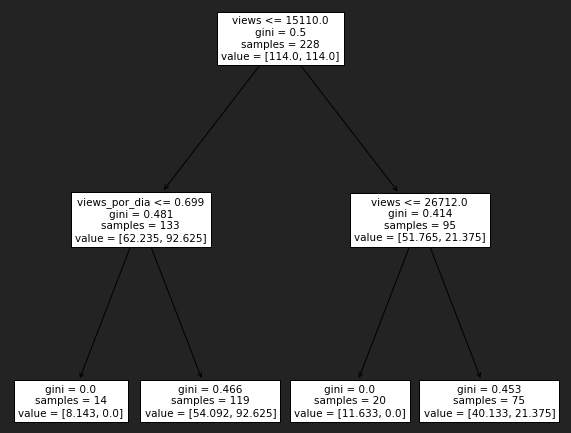 views <= 15110.0
gini = 0.5
samples = 228
value = [114.0, 114.0]
views_por_dia <= 0.699
gini = 0.481
samples = 133
value = [62.235, 92.625]
views <= 26712.0
gini = 0.414
samples = 95
value = [51.765, 21.375]
gini = 0.0
samples = 14
value = [8.143, 0.0]
gini = 0.466
samples = 119
value = [54.092, 92.625]
gini = 0.0
samples = 20
value = [11.633, 0.0]
gini = 0.453
samples = 75
value = [40.133, 21.375]